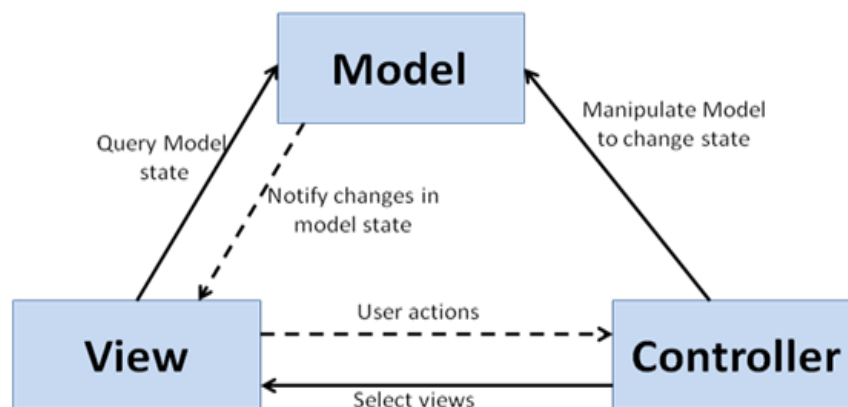 Model
Manipulate Model
to change state
Query Model
state
Notify changes in
model state
User actions
View
Controller
Select views